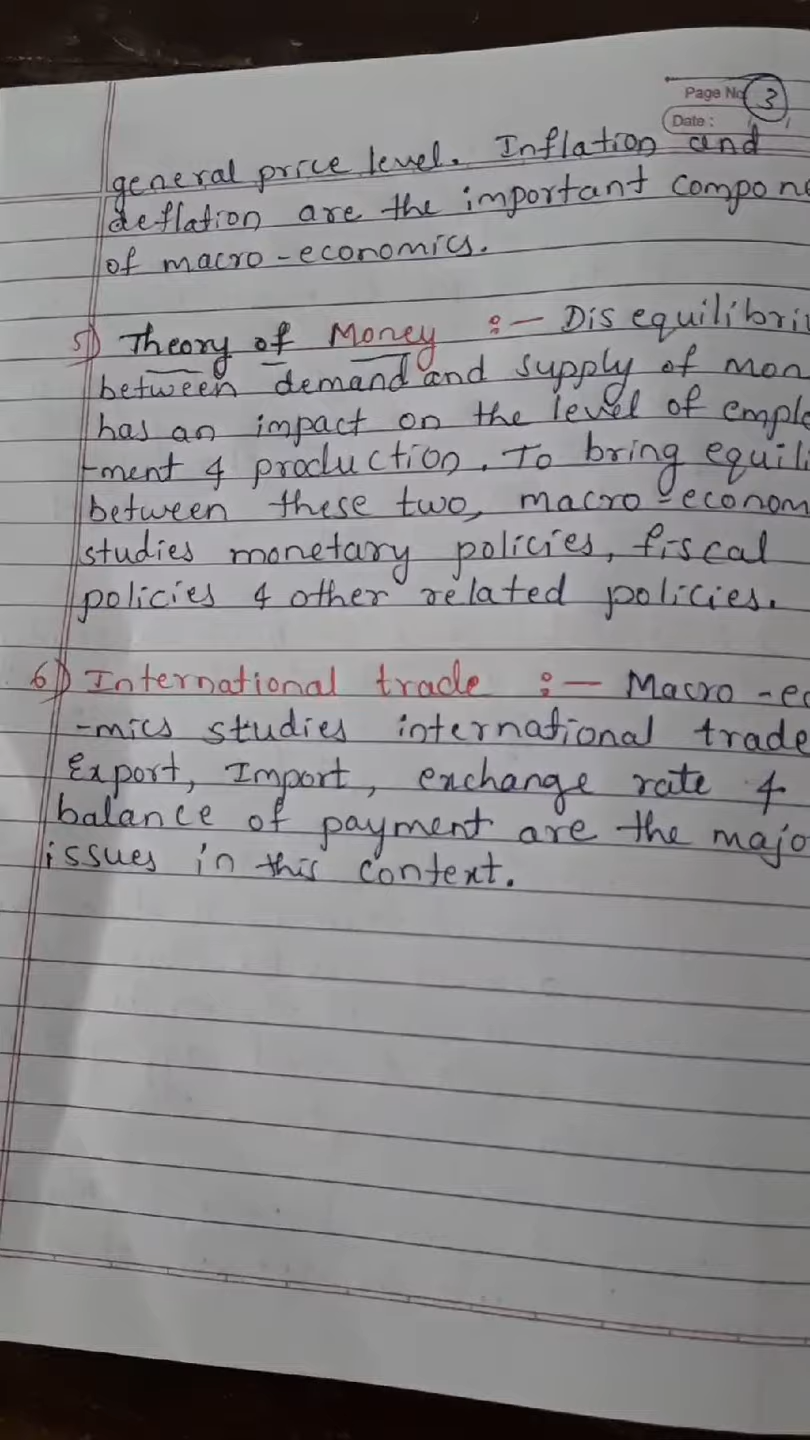 Page No 3
Date :
general price level. Inflation and
deflation are the important compon
of macro-economics.
5) Theory of Money :- Disequilibri
between demand and supply of mon
has an impact on the level of emplo
-ment & production. To bring equili
between these two, macro-econom
studies monetary policies, fiscal
policies & other related policies.
6) International trade :- Macro-ec
-mics studies international trade
Export, Import, exchange rate &
balance of payment are the majo
issues in this context.